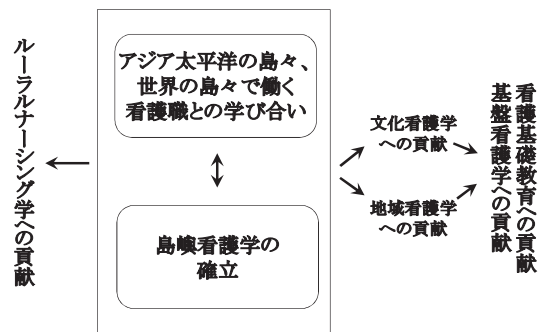 ルーラルナーシング学への貢献
アジア太平洋の島々、
世界の島々で働く
看護職との学び合い
島嶼看護学の
確立
文化看護学
への貢献
地域看護学
への貢献
看護基礎教育への貢献
基盤看護学への貢献